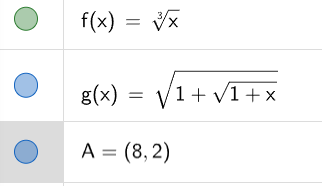 f(x) = ∛x
g(x) = √(1 + √(1 + x))
A = (8, 2)